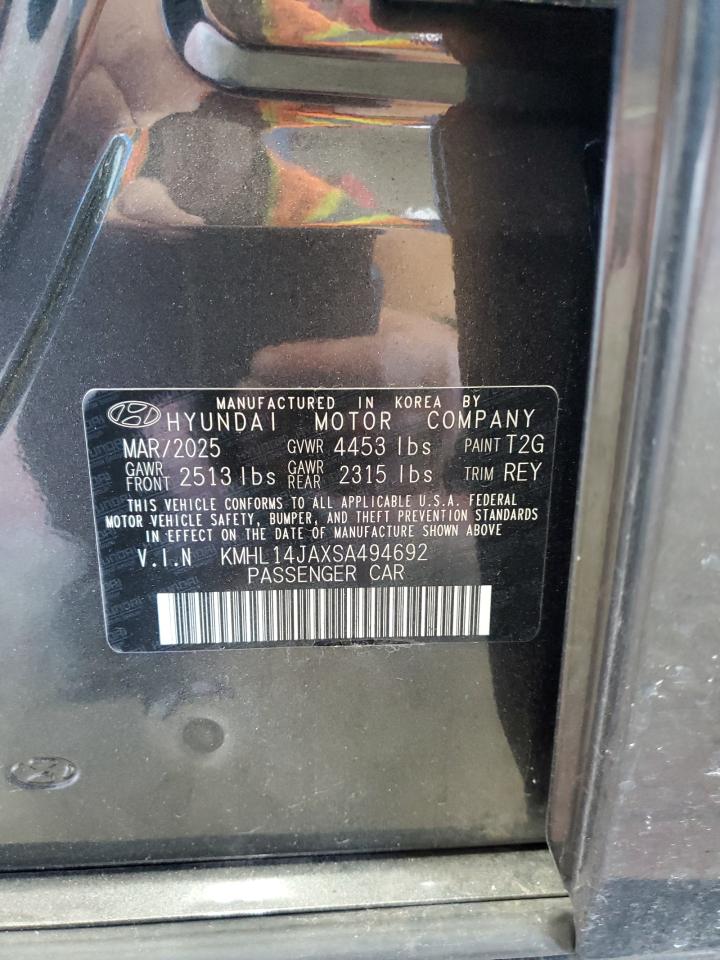 MANUFACTURED IN KOREA BY
HYUNDAI MOTOR COMPANY
MAR/2025 GVWR 4453 lbs PAINT T2G
GAWR FRONT 2513 lbs GAWR REAR 2315 lbs TRIM REY
THIS VEHICLE CONFORMS TO ALL APPLICABLE U.S.A. FEDERAL
MOTOR VEHICLE SAFETY, BUMPER, AND THEFT PREVENTION STANDARDS
IN EFFECT ON THE DATE OF MANUFACTURE SHOWN ABOVE
V.I.N KMHL14JAXSA494692
PASSENGER CAR